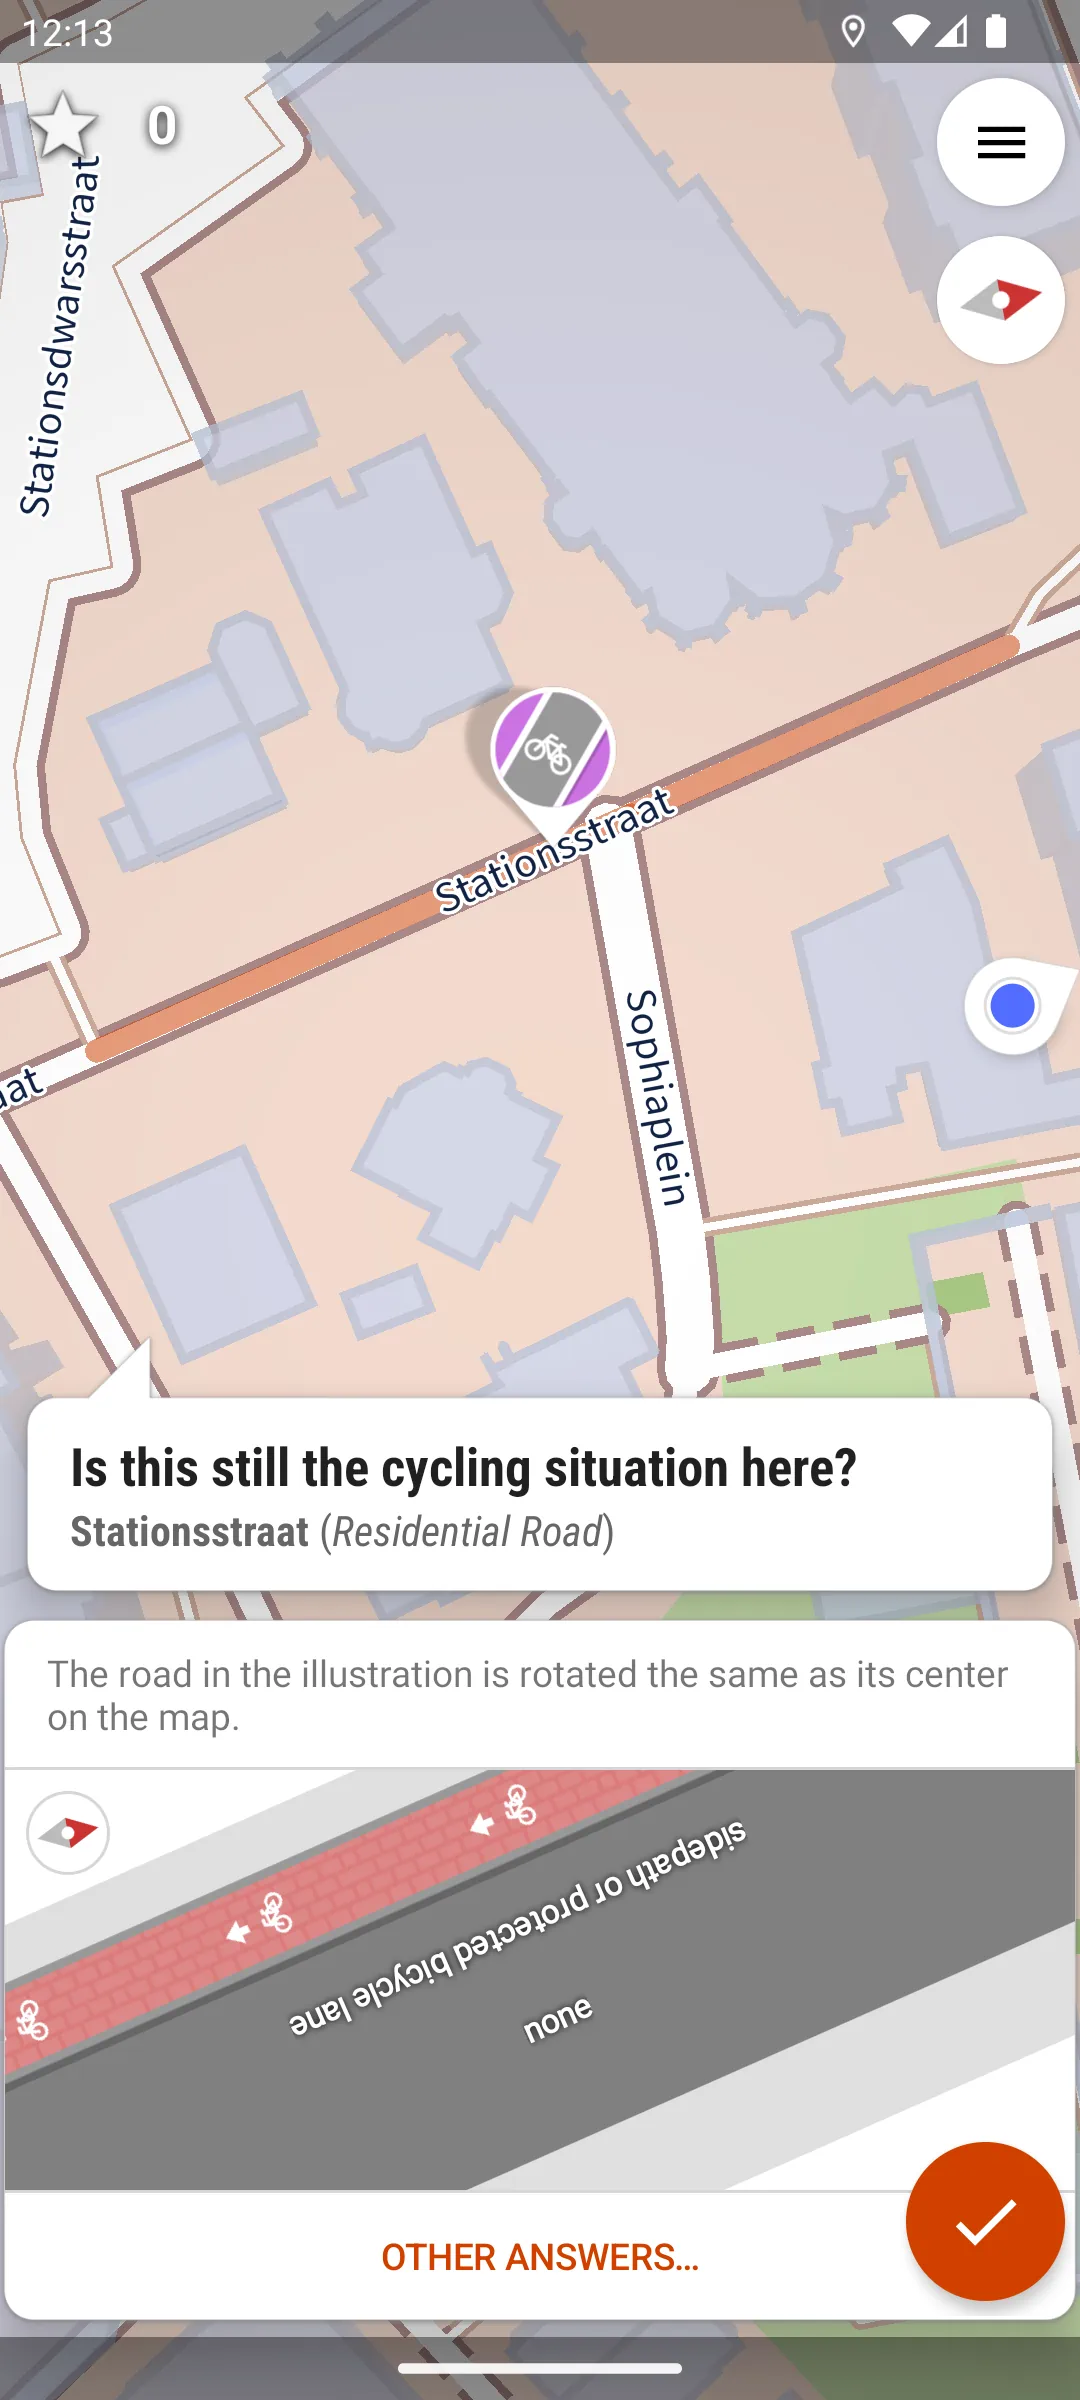 12:13
0
Stationsdwarsstraat
Stationsstraat
Sophiaplein
aat
Is this still the cycling situation here?
Stationsstraat (Residential Road)
The road in the illustration is rotated the same as its center
on the map.
sidepath or protected bicycle lane
none
OTHER ANSWERS...